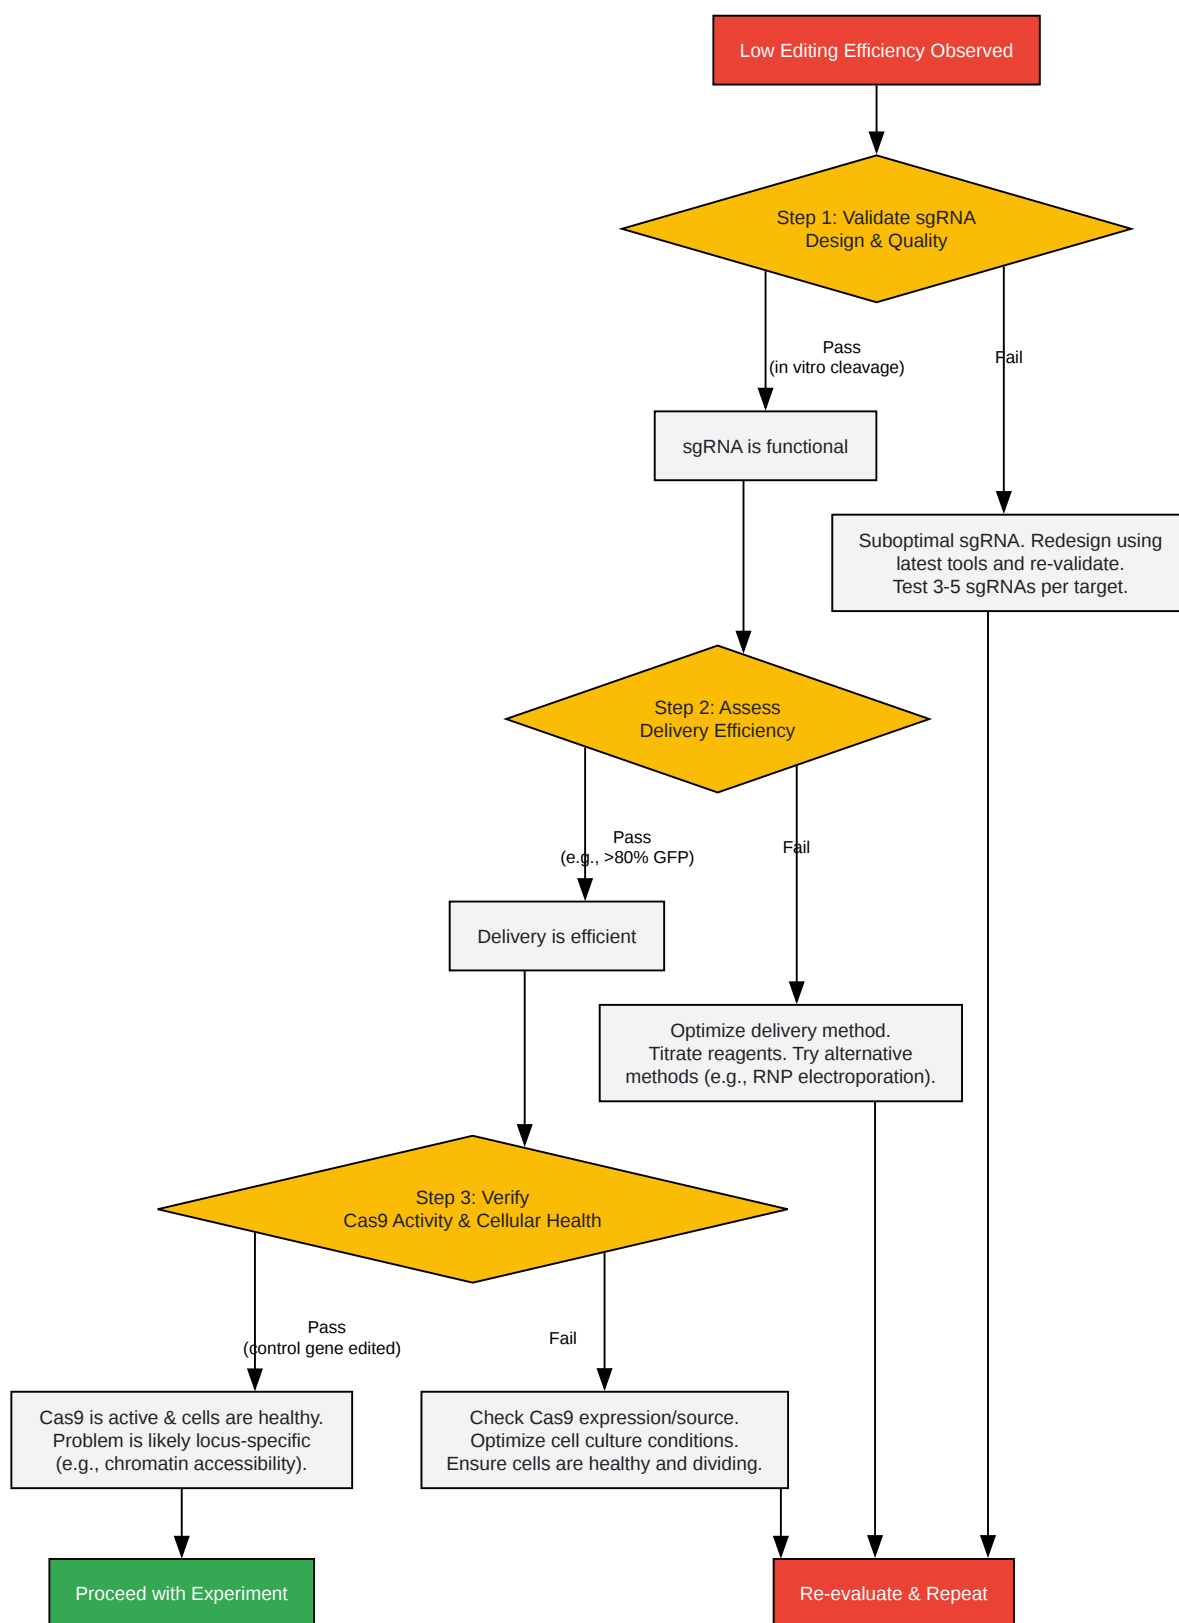 Low Editing Efficiency Observed
Step 1: Validate sgRNA
Design & Quality
Pass
(in vitro cleavage)
Fail
sgRNA is functional
Suboptimal sgRNA. Redesign using
latest tools and re-validate.
Test 3-5 sgRNAs per target.
Step 2: Assess
Delivery Efficiency
Pass
(e.g., >80% GFP)
Fail
Delivery is efficient
Optimize delivery method.
Titrate reagents. Try alternative
methods (e.g., RNP electroporation).
Step 3: Verify
Cas9 Activity & Cellular Health
Pass
(control gene edited)
Fail
Cas9 is active & cells are healthy.
Problem is likely locus-specific
(e.g., chromatin accessibility).
Check Cas9 expression/source.
Optimize cell culture conditions.
Ensure cells are healthy and dividing.
Proceed with Experiment
Re-evaluate & Repeat